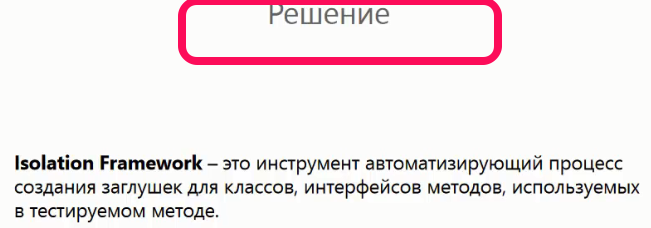 Решение
Isolation Framework – это инструмент автоматизирующий процесс
создания заглушек для классов, интерфейсов методов, используемых
в тестируемом методе.